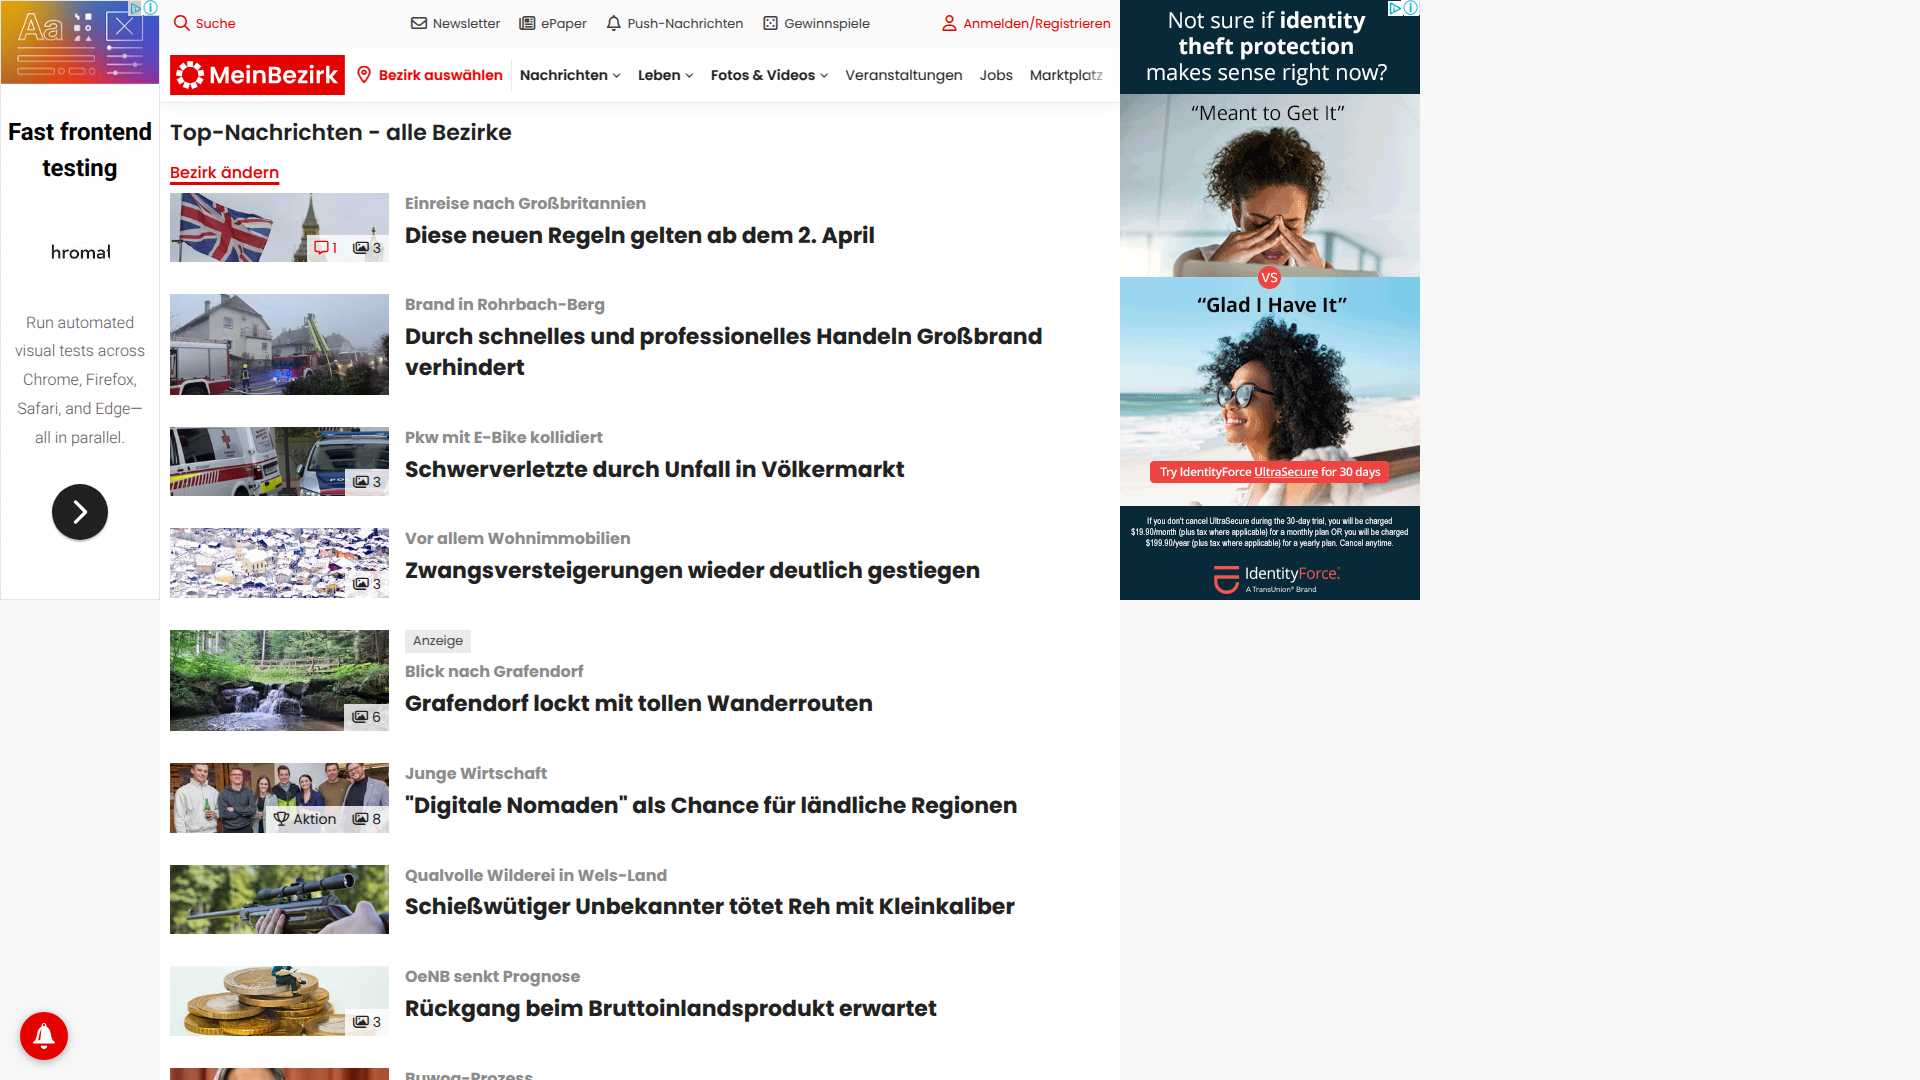 Suche
Newsletter
ePaper
Push-Nachrichten
Gewinnspiele
Anmelden/Registrieren
MeinBezirk
Bezirk auswählen
Nachrichten
Leben
Fotos & Videos
Veranstaltungen
Jobs
Marktplatz
Top-Nachrichten - alle Bezirke
Bezirk ändern
1
3
Einreise nach Großbritannien
Diese neuen Regeln gelten ab dem 2. April
Brand in Rohrbach-Berg
Durch schnelles und professionelles Handeln Großbrand
verhindert
3
Pkw mit E-Bike kollidiert
Schwerverletzte durch Unfall in Völkermarkt
3
Vor allem Wohnimmobilien
Zwangsversteigerungen wieder deutlich gestiegen
6
Anzeige
Blick nach Grafendorf
Grafendorf lockt mit tollen Wanderrouten
Aktion
8
Junge Wirtschaft
"Digitale Nomaden" als Chance für ländliche Regionen
Qualvolle Wilderei in Wels-Land
Schießwütiger Unbekannter tötet Reh mit Kleinkaliber
3
OeNB senkt Prognose
Rückgang beim Bruttoinlandsprodukt erwartet
Buwog-Prozess
Aa
Fast frontend
testing
hromat
Run automated
visual tests across
Chrome, Firefox,
Safari, and Edge—
all in parallel.
Not sure if identity
theft protection
makes sense right now?
“Meant to Get It”
VS
“Glad I Have It”
Try IdentityForce UltraSecure for 30 days
If you don't cancel UltraSecure during the 30-day trial, you will be charged
$19.90/month (plus tax where applicable) for a monthly plan OR you will be charged
$199.90/year (plus tax where applicable) for a yearly plan. Cancel anytime.
IdentityForce
A TransUnion® Brand